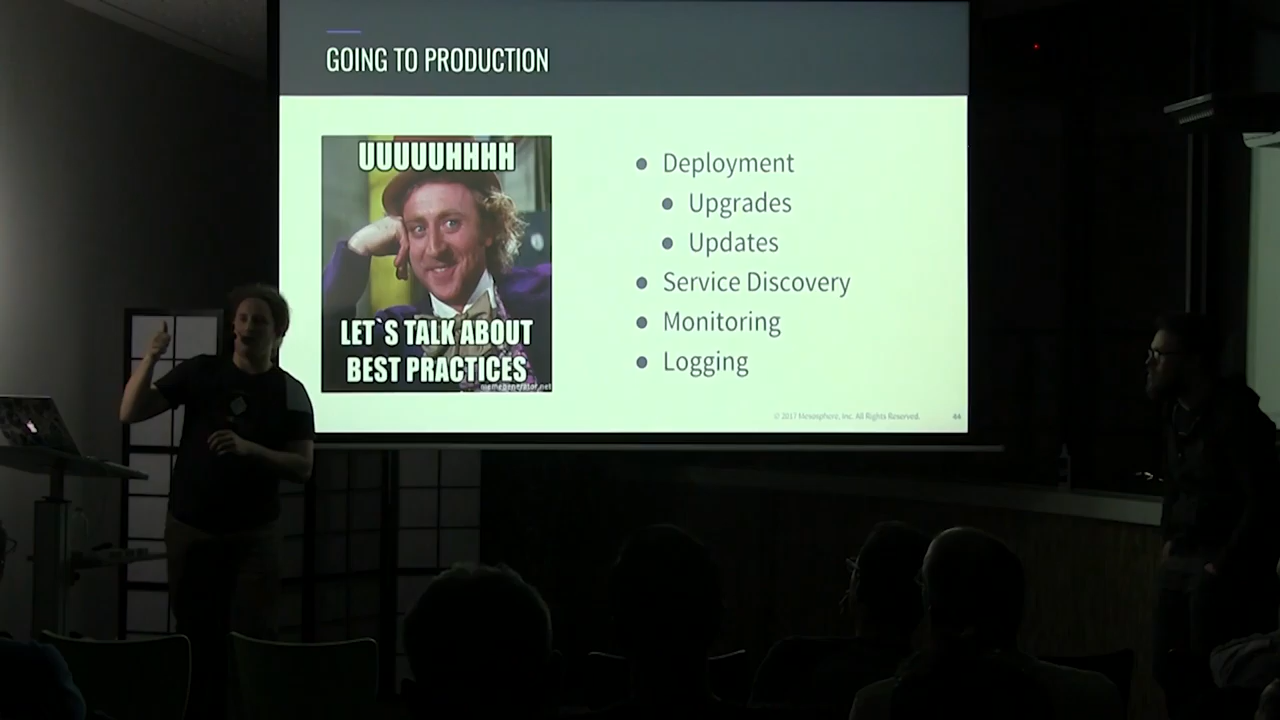 GOING TO PRODUCTION
UUUUUHHHH
LET`S TALK ABOUT
BEST PRACTICES
memegenerator.net
● Deployment
● Upgrades
● Updates
● Service Discovery
● Monitoring
● Logging
© 2017 Mesosphere, Inc. All Rights Reserved.
44